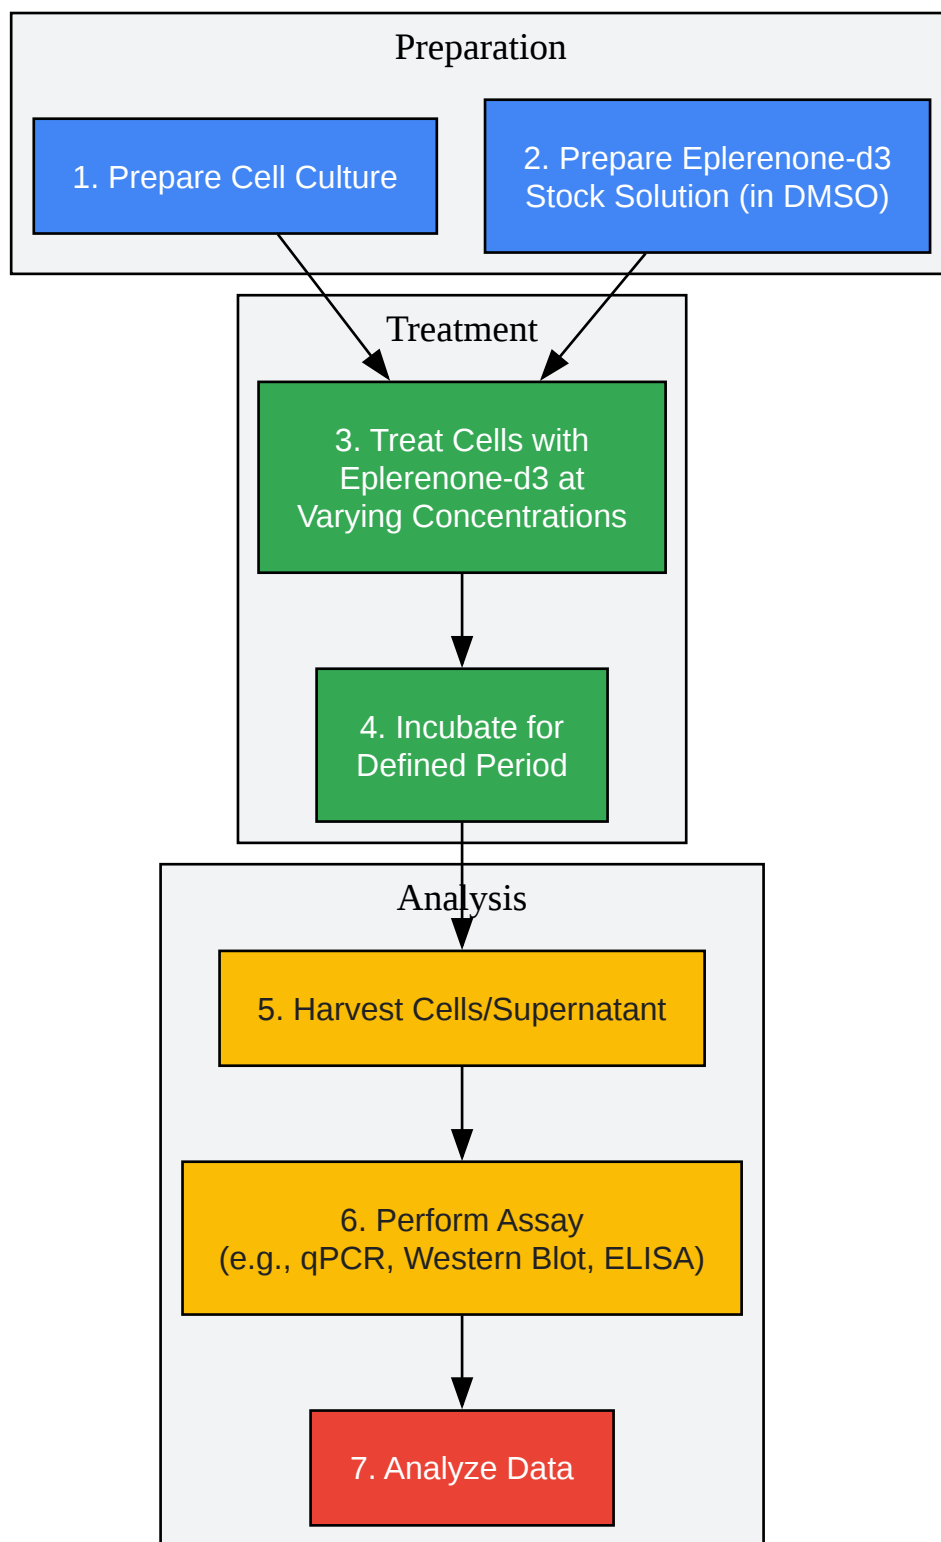 Preparation
1. Prepare Cell Culture
2. Prepare Eplerenone-d3
Stock Solution (in DMSO)
Treatment
3. Treat Cells with
Eplerenone-d3 at
Varying Concentrations
4. Incubate for
Defined Period
Analysis
5. Harvest Cells/Supernatant
6. Perform Assay
(e.g., qPCR, Western Blot, ELISA)
7. Analyze Data